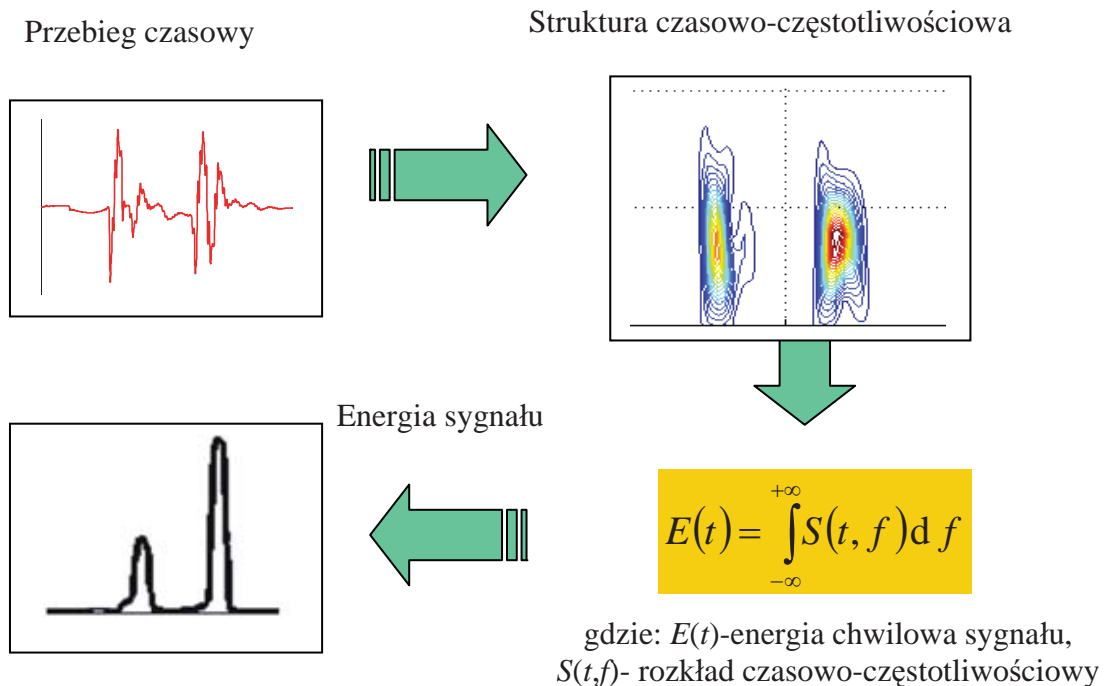 Przebieg czasowy
Struktura czasowo-częstotliwościowa
Energia sygnału
E(t) = ∫_{-∞}^{+∞} S(t, f) d f
gdzie: E(t)-energia chwilowa sygnału,
S(t,f)- rozkład czasowo-częstotliwościowy